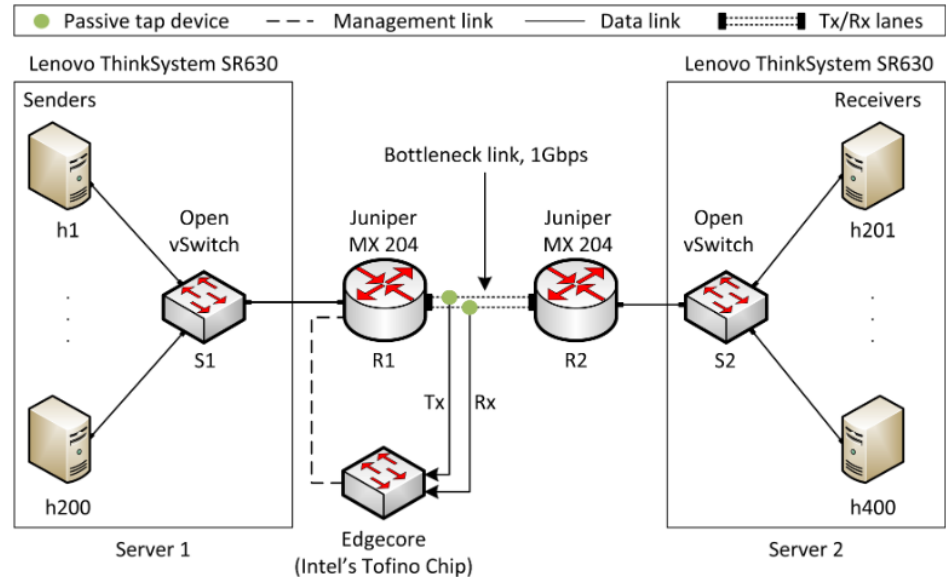 Passive tap device
Management link
Data link
Tx/Rx lanes
Lenovo ThinkSystem SR630
Lenovo ThinkSystem SR630
Senders
Receivers
Bottleneck link, 1Gbps
h1
Open
vSwitch
Juniper
MX 204
Juniper
MX 204
Open
vSwitch
h201
S1
R1
R2
S2
Tx
Rx
h200
h400
Edgecore
(Intel's Tofino Chip)
Server 1
Server 2